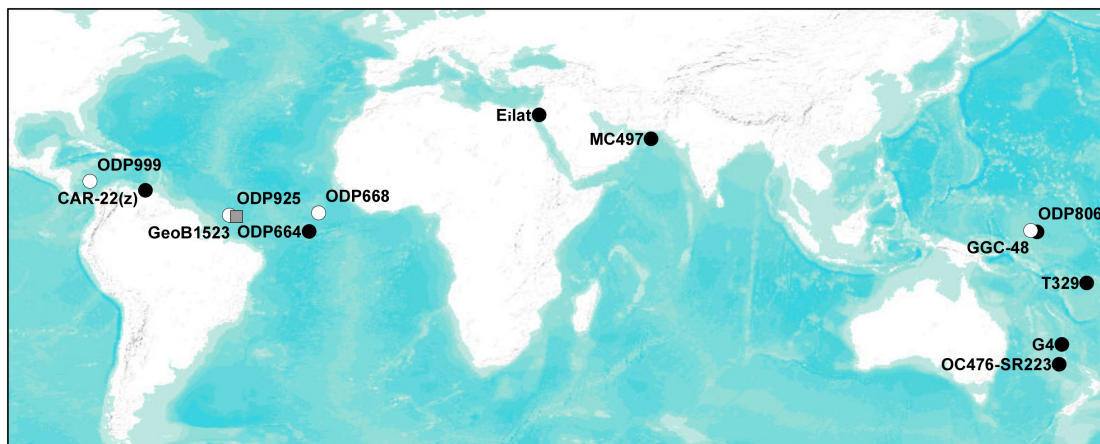 Eilat
MC497
ODP999
CAR-22(z)
ODP925
ODP668
GeoB1523
ODP664
ODP806
GGC-48
T329
G4
OC476-SR223